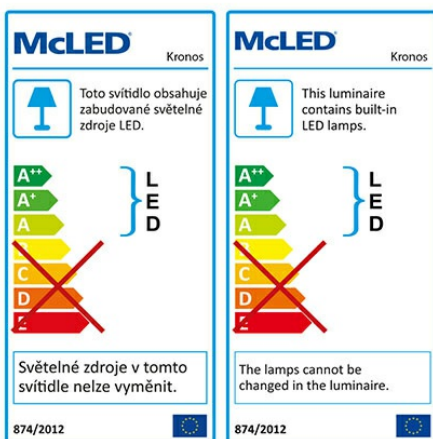 McLED
Kronos
Toto svítidlo obsahuje
zabudované světelné
zdroje LED.
A++
A+
A
B
C
D
E
L
E
D
Světelné zdroje v tomto
svítidle nelze vyměnit.
874/2012
McLED
Kronos
This luminaire
contains built-in
LED lamps.
A++
A+
A
B
C
D
E
L
E
D
The lamps cannot be
changed in the luminaire.
874/2012